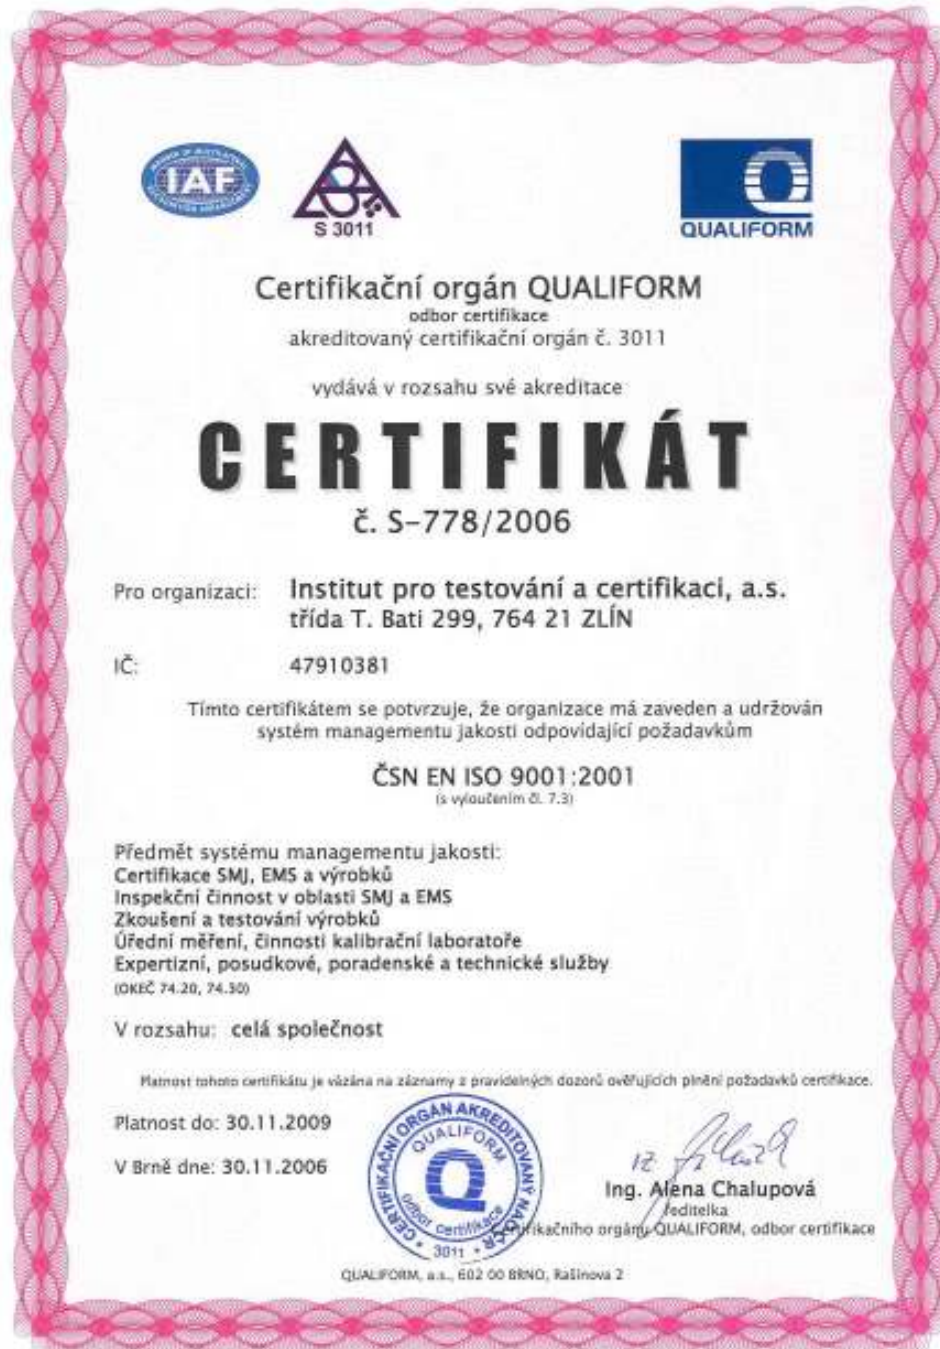 IAF
S 3011
QUALIFORM
Certifikační orgán QUALIFORM
odbor certifikace
akreditovaný certifikační orgán č. 3011
vydává v rozsahu své akreditace
CERTIFIKÁT
č. S-778/2006
Pro organizaci: Institut pro testování a certifikaci, a.s.
třída T. Bati 299, 764 21 ZLÍN
IČ: 47910381
Tímto certifikátem se potvrzuje, že organizace má zaveden a udržován
systém managementu jakosti odpovídající požadavkům
ČSN EN ISO 9001:2001
(s vyloučením čl. 7.3)
Předmět systému managementu jakosti:
Certifikace SMJ, EMS a výrobků
Inspekční činnost v oblasti SMJ a EMS
Zkoušení a testování výrobků
Úřední měření, činnosti kalibrační laboratoře
Expertizní, posudkové, poradenské a technické služby
(OKEČ 74.20, 74.30)
V rozsahu: celá společnost
Platnost tohoto certifikátu je vázána na záznamy z pravidelných dozorů ověřujících plnění požadavků certifikace.
Platnost do: 30.11.2009
V Brně dne: 30.11.2006
CERTIFIKAČNÍ ORGÁN AKREDITOVANÝ NA ČR
QUALIFORM
odbor certifikace
3011
Ing. Alena Chalupová
ředitelka
Certifikačního orgánu QUALIFORM, odbor certifikace
QUALIFORM, a.s., 602 00 BRNO, Rašínova 2